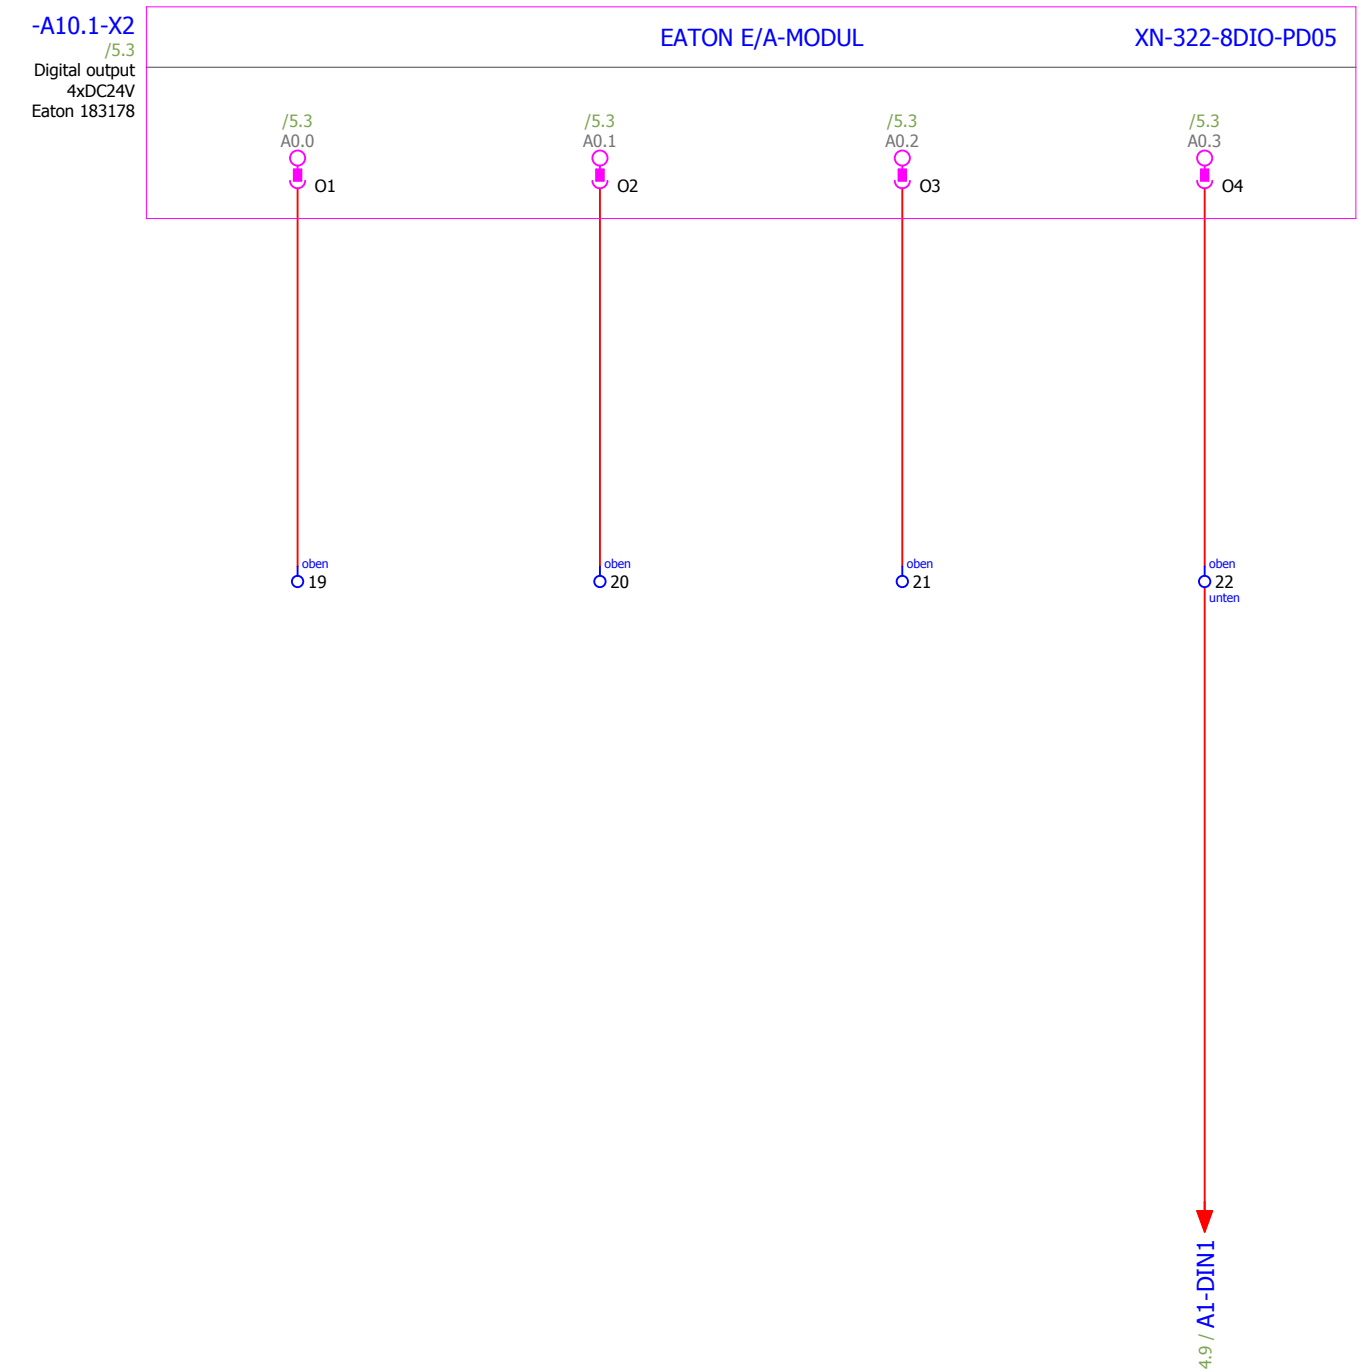 -A10.1-X2
/5.3
Digital output
4xDC24V
Eaton 183178
EATON E/A-MODUL
XN-322-8DIO-PD05
/5.3
A0.0
O1
/5.3
A0.1
O2
/5.3
A0.2
O3
/5.3
A0.3
O4
oben
19
oben
20
oben
21
oben
22
unten
4.9 / A1-DIN1